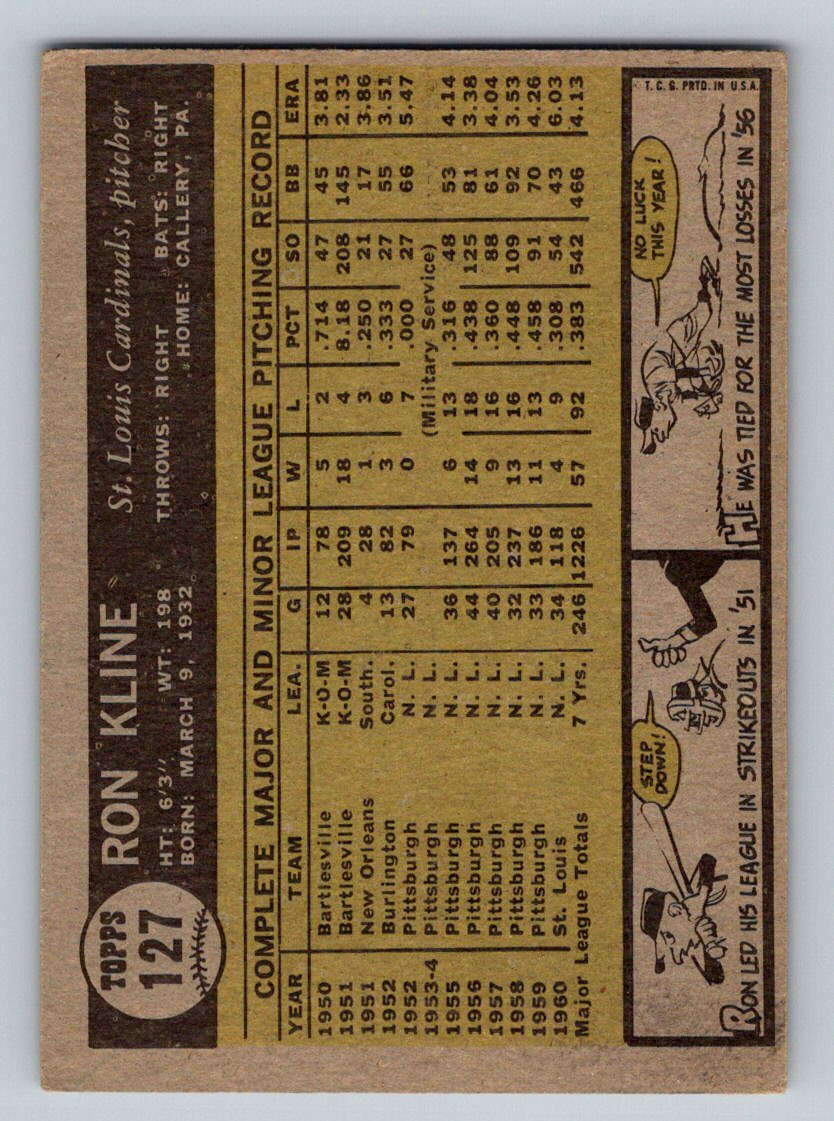 TOPPS
127
RON KLINE St. Louis Cardinals, pitcher
HT: 6'3" WT: 198 THROWS: RIGHT BATS: RIGHT
BORN: MARCH 9, 1932 HOME: CALLERY, PA.
COMPLETE MAJOR AND MINOR LEAGUE PITCHING RECORD
YEAR TEAM LEA. G IP W L PCT SO BB ERA
1950 Bartlesville K-O-M 12 78 5 2 .714 47 45 3.81
1951 Bartlesville K-O-M 28 209 18 4 8.18 208 145 2.33
1951 New Orleans South. 4 28 1 3 .250 21 17 3.86
1952 Burlington Carol. 13 82 3 6 .333 27 55 3.51
1952 Pittsburgh N. L. 27 79 0 7 .000 27 66 5.47
1953-4 Pittsburgh N. L. (Military Service)
1955 Pittsburgh N. L. 36 137 6 13 .316 48 53 4.14
1956 Pittsburgh N. L. 44 264 14 18 .438 125 81 3.38
1957 Pittsburgh N. L. 40 205 9 16 .360 88 61 4.04
1958 Pittsburgh N. L. 32 237 13 16 .448 109 92 3.53
1959 Pittsburgh N. L. 33 186 11 13 .458 91 70 4.26
1960 St. Louis N. L. 34 118 4 9 .308 54 43 6.03
Major League Totals 7 Yrs. 246 1226 57 92 .383 542 466 4.13
STEP
DOWN!
RON LED HIS LEAGUE IN STRIKEOUTS IN '51
T.C.G. PRTD. IN U.S.A.
NO LUCK
THIS YEAR!
HE WAS TIED FOR THE MOST LOSSES IN '56